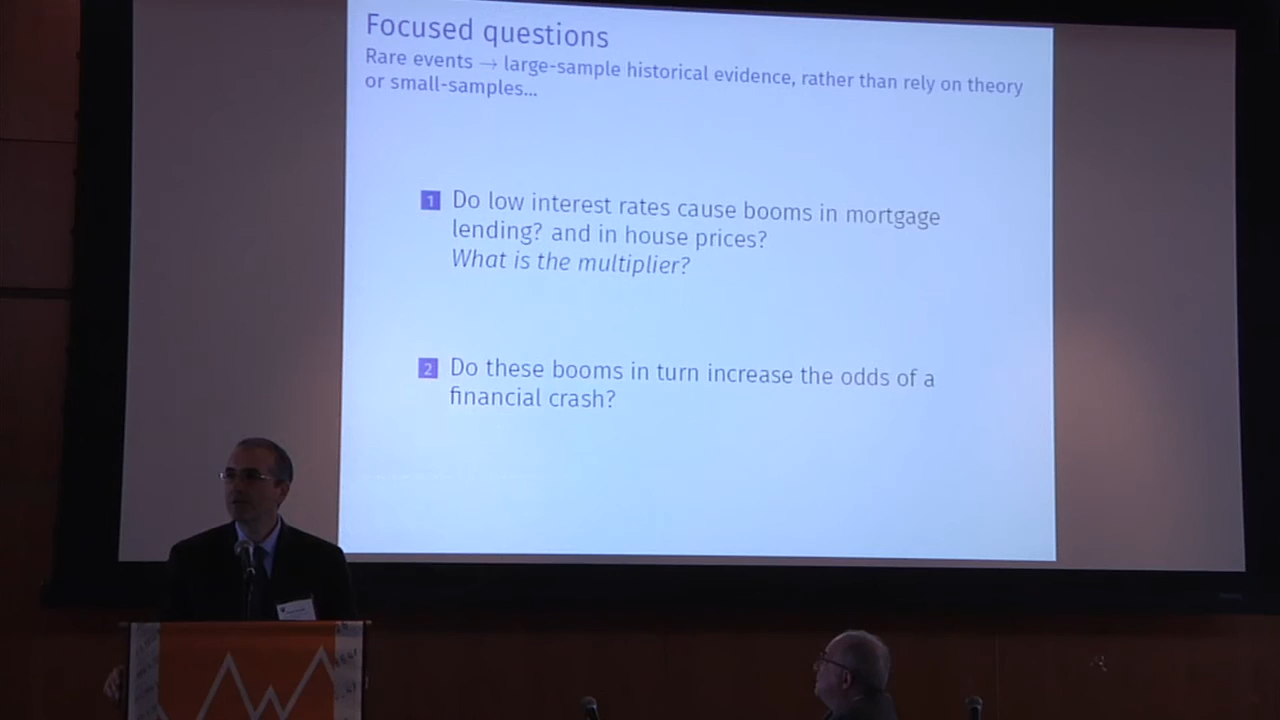 Focused questions
Rare events → large-sample historical evidence, rather than rely on theory
or small-samples...
1 Do low interest rates cause booms in mortgage
lending? and in house prices?
What is the multiplier?
2 Do these booms in turn increase the odds of a
financial crash?